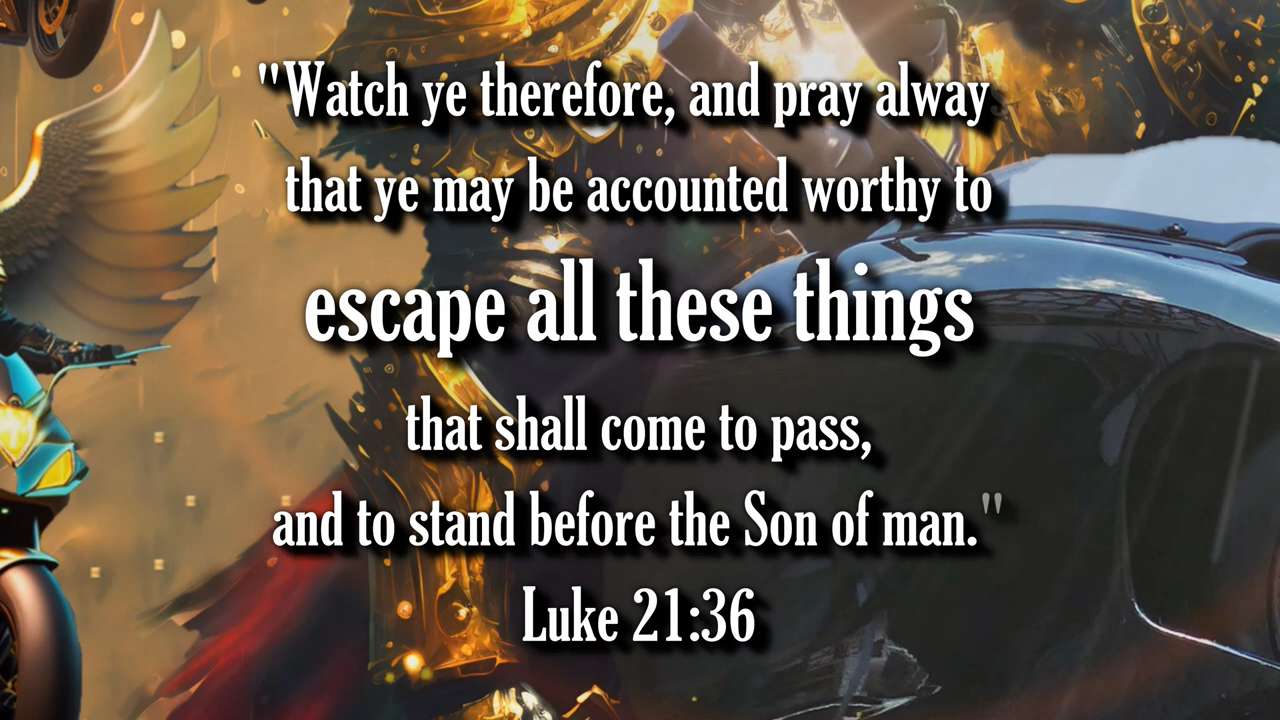 "Watch ye therefore, and pray alway
that ye may be accounted worthy to
escape all these things
that shall come to pass,
and to stand before the Son of man."
Luke 21:36